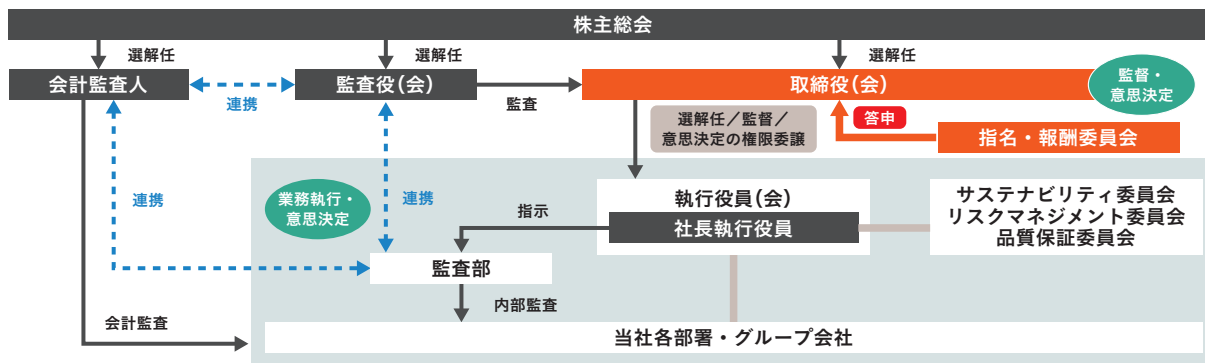 株主総会
選解任
選解任
選解任
会計監査人
連携
監査役(会)
監査
取締役(会)
監督・
意思決定
選解任／監督／
意思決定の権限委譲
答申
指名・報酬委員会
連携
業務執行・
意思決定
連携
指示
執行役員(会)
社長執行役員
サステナビリティ委員会
リスクマネジメント委員会
品質保証委員会
監査部
内部監査
会計監査
当社各部署・グループ会社